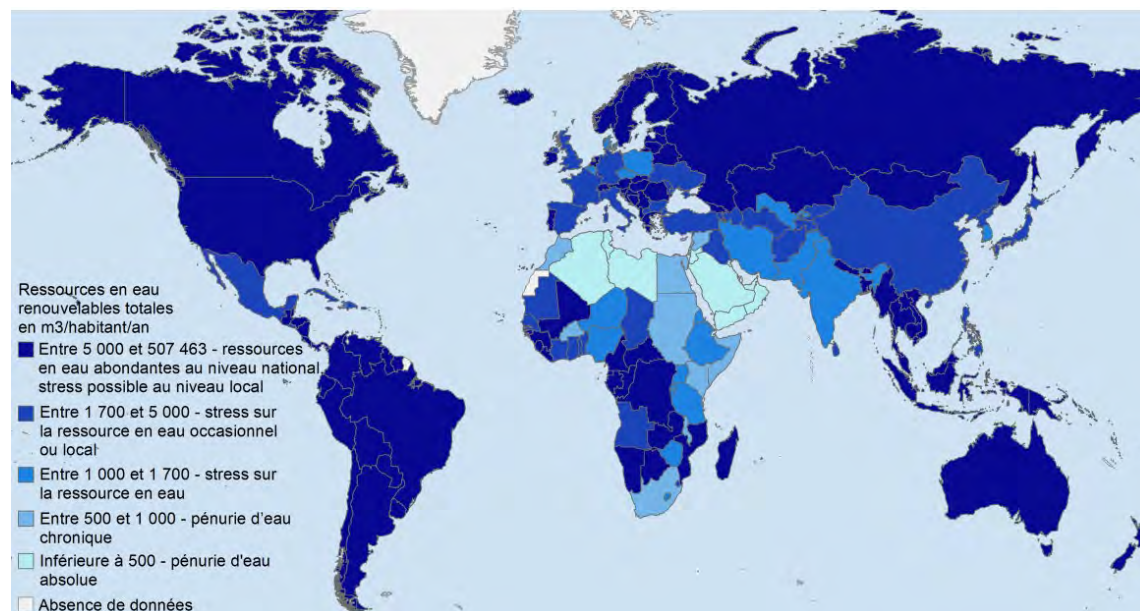 Ressources en eau
renouvelables totales
en m3/habitant/an
Entre 5 000 et 507 463 - ressources
en eau abondantes au niveau national,
stress possible au niveau local
Entre 1 700 et 5 000 - stress sur
la ressource en eau occasionnel
ou local
Entre 1 000 et 1 700 - stress sur
la ressource en eau
Entre 500 et 1 000 - pénurie d'eau
chronique
Inférieure à 500 - pénurie d'eau
absolue
Absence de données